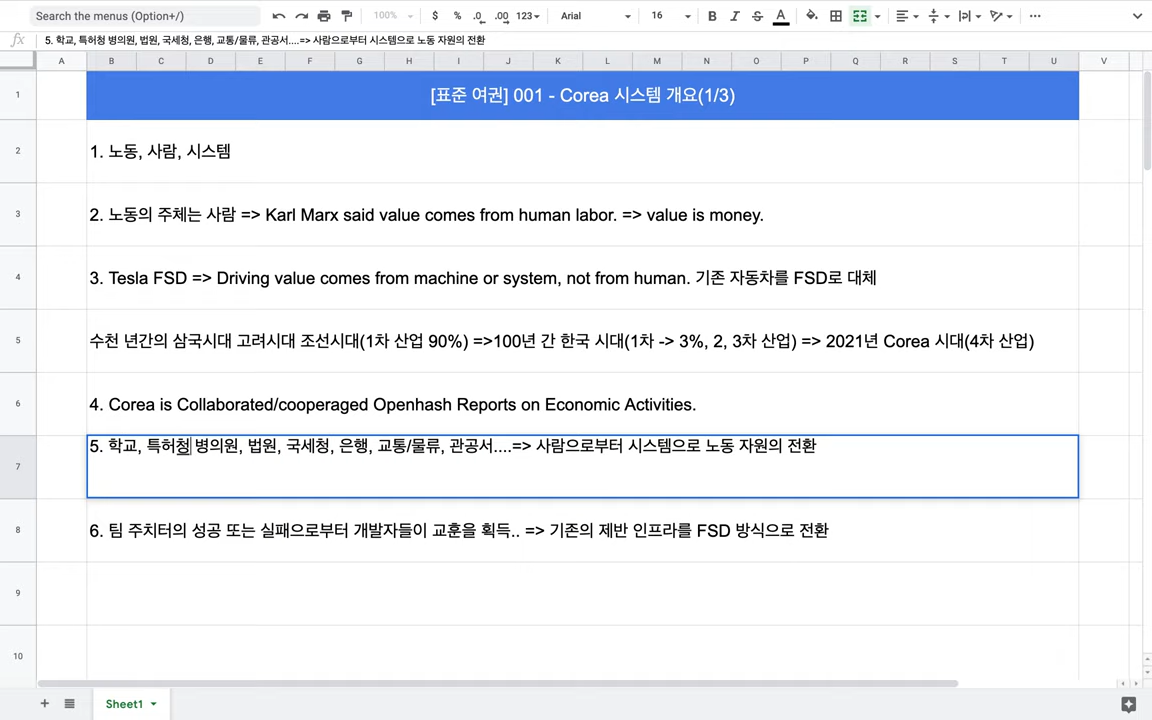 Search the menus (Option+/)
100%
$ % .0 .00 123
Arial
16
B I S A
fx
5. 학교, 특허청 병의원, 법원, 국세청, 은행, 교통/물류, 관공서....=> 사람으로부터 시스템으로 노동 자원의 전환
A B C D E F G H I J K L M N O P Q R S T U V
1
[표준 여권] 001 - Corea 시스템 개요(1/3)
2
1. 노동, 사람, 시스템
3
2. 노동의 주체는 사람 => Karl Marx said value comes from human labor. => value is money.
4
3. Tesla FSD => Driving value comes from machine or system, not from human. 기존 자동차를 FSD로 대체
5
수천 년간의 삼국시대 고려시대 조선시대(1차 산업 90%) =>100년 간 한국 시대(1차 -> 3%, 2, 3차 산업) => 2021년 Corea 시대(4차 산업)
6
4. Corea is Collaborated/cooperaged Openhash Reports on Economic Activities.
7
5. 학교, 특허청 병의원, 법원, 국세청, 은행, 교통/물류, 관공서....=> 사람으로부터 시스템으로 노동 자원의 전환
8
6. 팀 주치터의 성공 또는 실패으로부터 개발자들이 교훈을 획득.. => 기존의 제반 인프라를 FSD 방식으로 전환
9
10
Sheet1